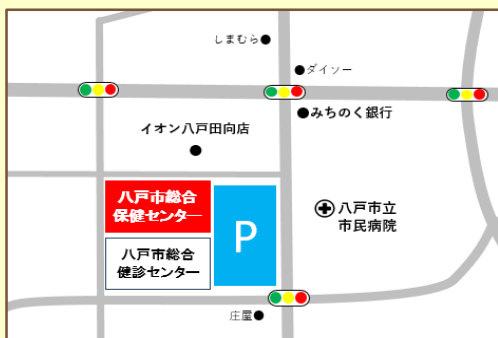 しまむら
ダイソー
みちのく銀行
イオン八戸田向店
八戸市総合
保健センター
P
八戸市立
市民病院
八戸市総合
健診センター
庄屋